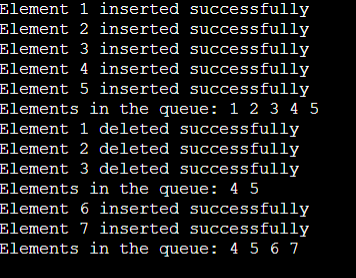 Element 1 inserted successfully
Element 2 inserted successfully
Element 3 inserted successfully
Element 4 inserted successfully
Element 5 inserted successfully
Elements in the queue: 1 2 3 4 5
Element 1 deleted successfully
Element 2 deleted successfully
Element 3 deleted successfully
Elements in the queue: 4 5
Element 6 inserted successfully
Element 7 inserted successfully
Elements in the queue: 4 5 6 7